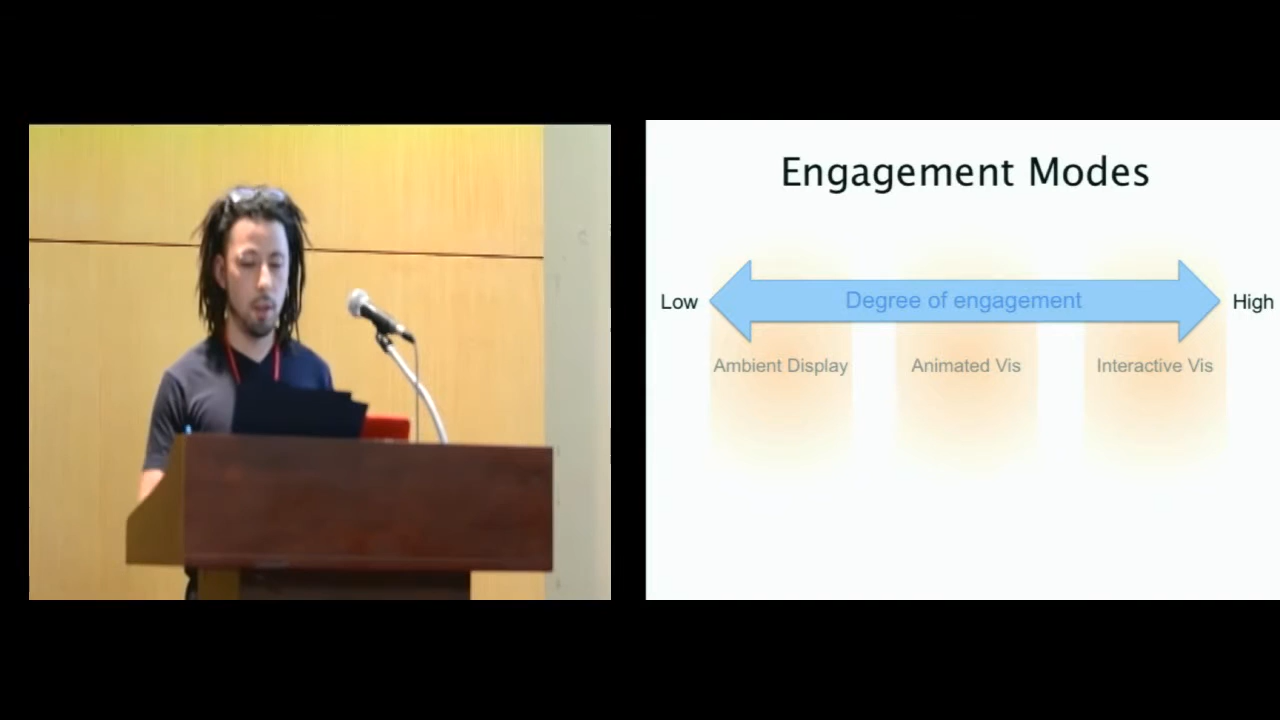 Engagement Modes
Low
Degree of engagement
High
Ambient Display
Animated Vis
Interactive Vis